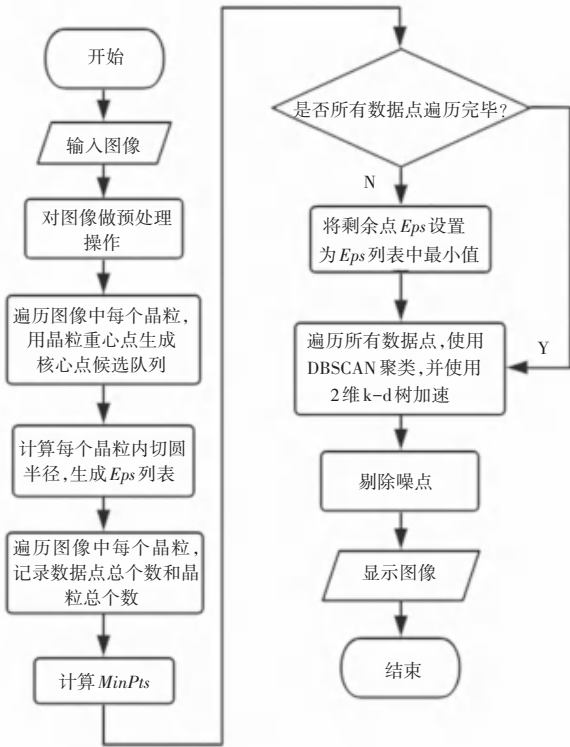 开始
输入图像
对图像做预处理
操作
遍历图像中每个晶粒,
用晶粒重心点生成
核心点候选队列
计算每个晶粒内切圆
半径,生成Eps列表
遍历图像中每个晶粒,
记录数据点总个数和晶
粒总个数
计算MinPts
是否所有数据点遍历完毕?
N
将剩余点Eps设置
为Eps列表中最小值
遍历所有数据点,使用
DBSCAN聚类,并使用
2维k-d树加速
Y
剔除噪点
显示图像
结束